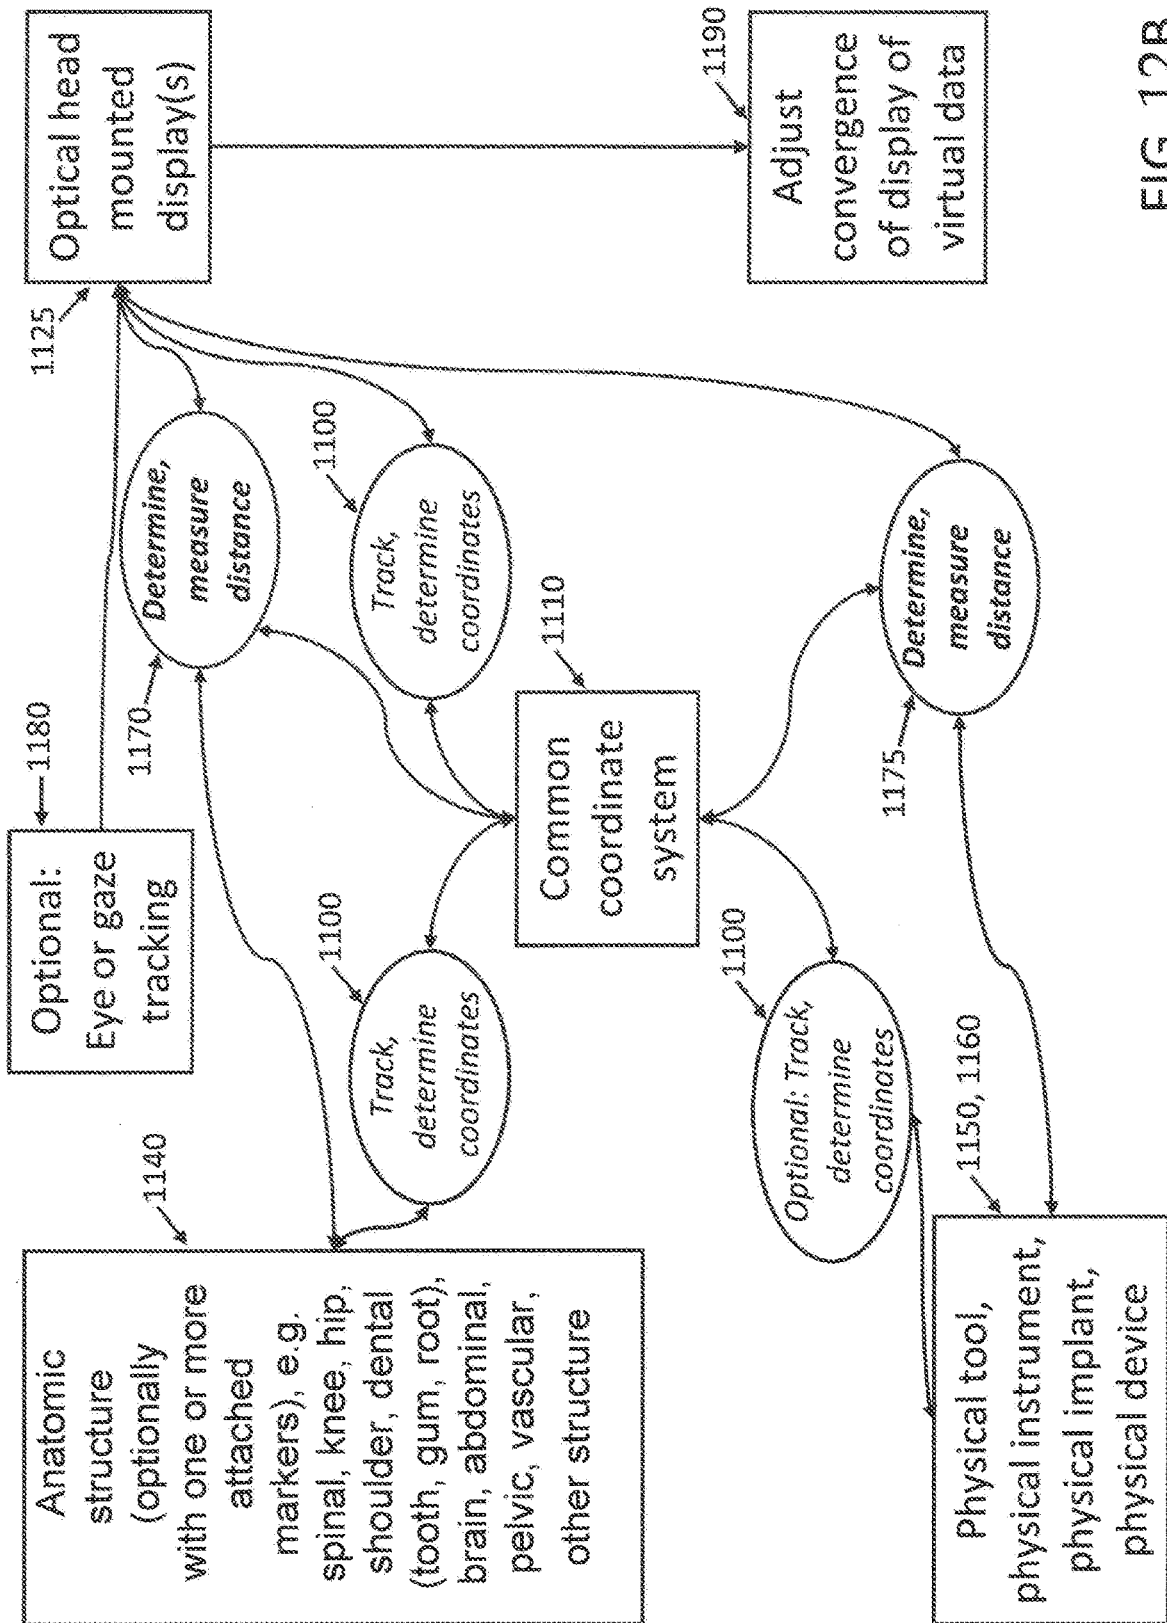 Anatomic
structure
(optionally
with one or more
attached
markers), e.g.
spinal, knee, hip,
shoulder, dental
(tooth, gum, root),
brain, abdominal,
pelvic, vascular,
other structure
1140
Optional:
Eye or gaze
tracking
1180
Optical head
mounted
display(s)
1125
Determine,
measure
distance
1170
Track,
determine
coordinates
1100
Track,
determine
coordinates
1100
Common
coordinate
system
1110
Optional: Track,
determine
coordinates
1100
Physical tool,
physical instrument,
physical implant,
physical device
1150, 1160
Determine,
measure
distance
1175
Adjust
convergence
of display of
virtual data
1190
FIG. 12B